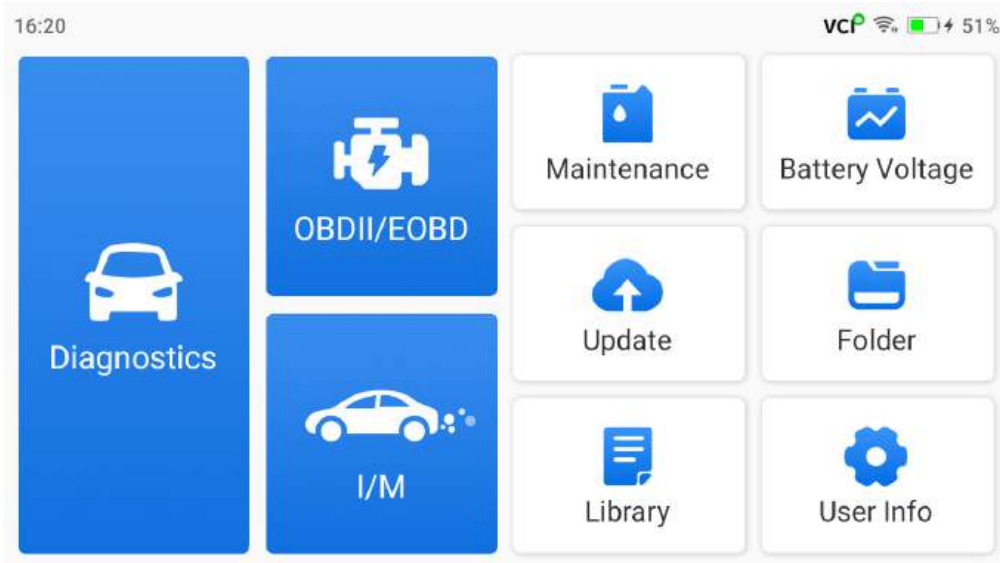 16:20
VCI
51%
Diagnostics
OBDII/EOBD
I/M
Maintenance
Battery Voltage
Update
Folder
Library
User Info